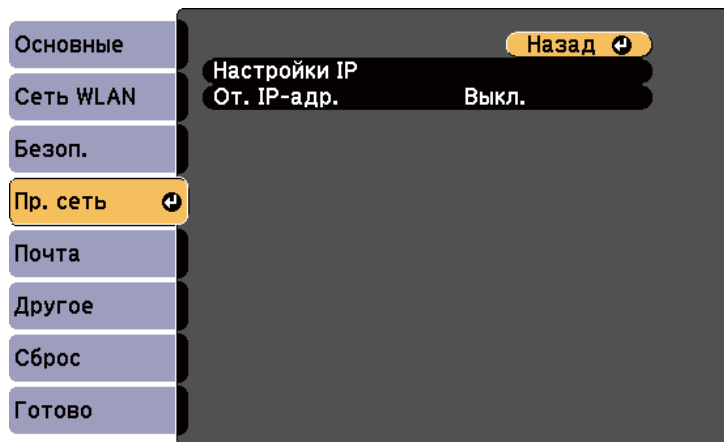 Основные
Сеть WLAN
Безоп.
Пр. сеть
Почта
Другое
Сброс
Готово
Назад
Настройки IP
От. IP-адр. Выкл.